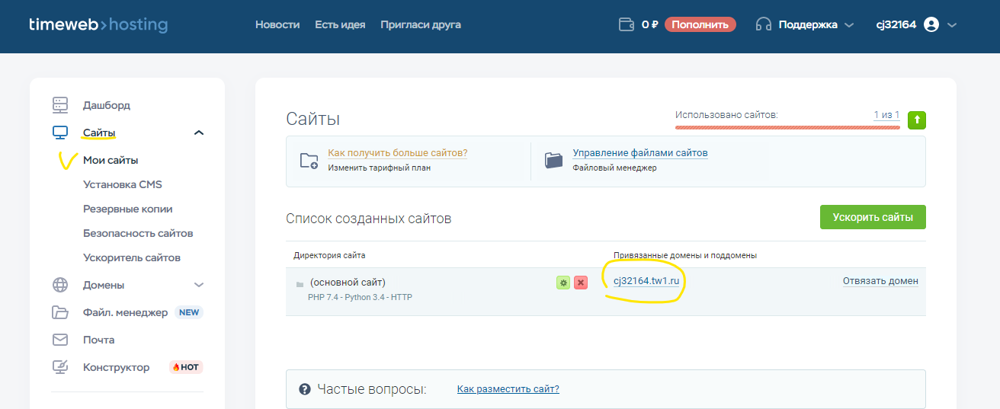 timeweb>hosting
Новости Есть идея Пригласи друга
0 ₽ Пополнить
Поддержка
cj32164
Дашборд
Сайты
Мои сайты
Установка CMS
Резервные копии
Безопасность сайтов
Ускоритель сайтов
Домены
Файл. менеджер NEW
Почта
Конструктор HOT
Сайты
Использовано сайтов: 1 из 1
Как получить больше сайтов?
Изменить тарифный план
Управление файлами сайтов
Файловый менеджер
Список созданных сайтов
Ускорить сайты
Директория сайта Привязанные домены и поддомены
(основной сайт) cj32164.tw1.ru Отвязать домен
PHP 7.4 - Python 3.4 - HTTP
Частые вопросы: Как разместить сайт?